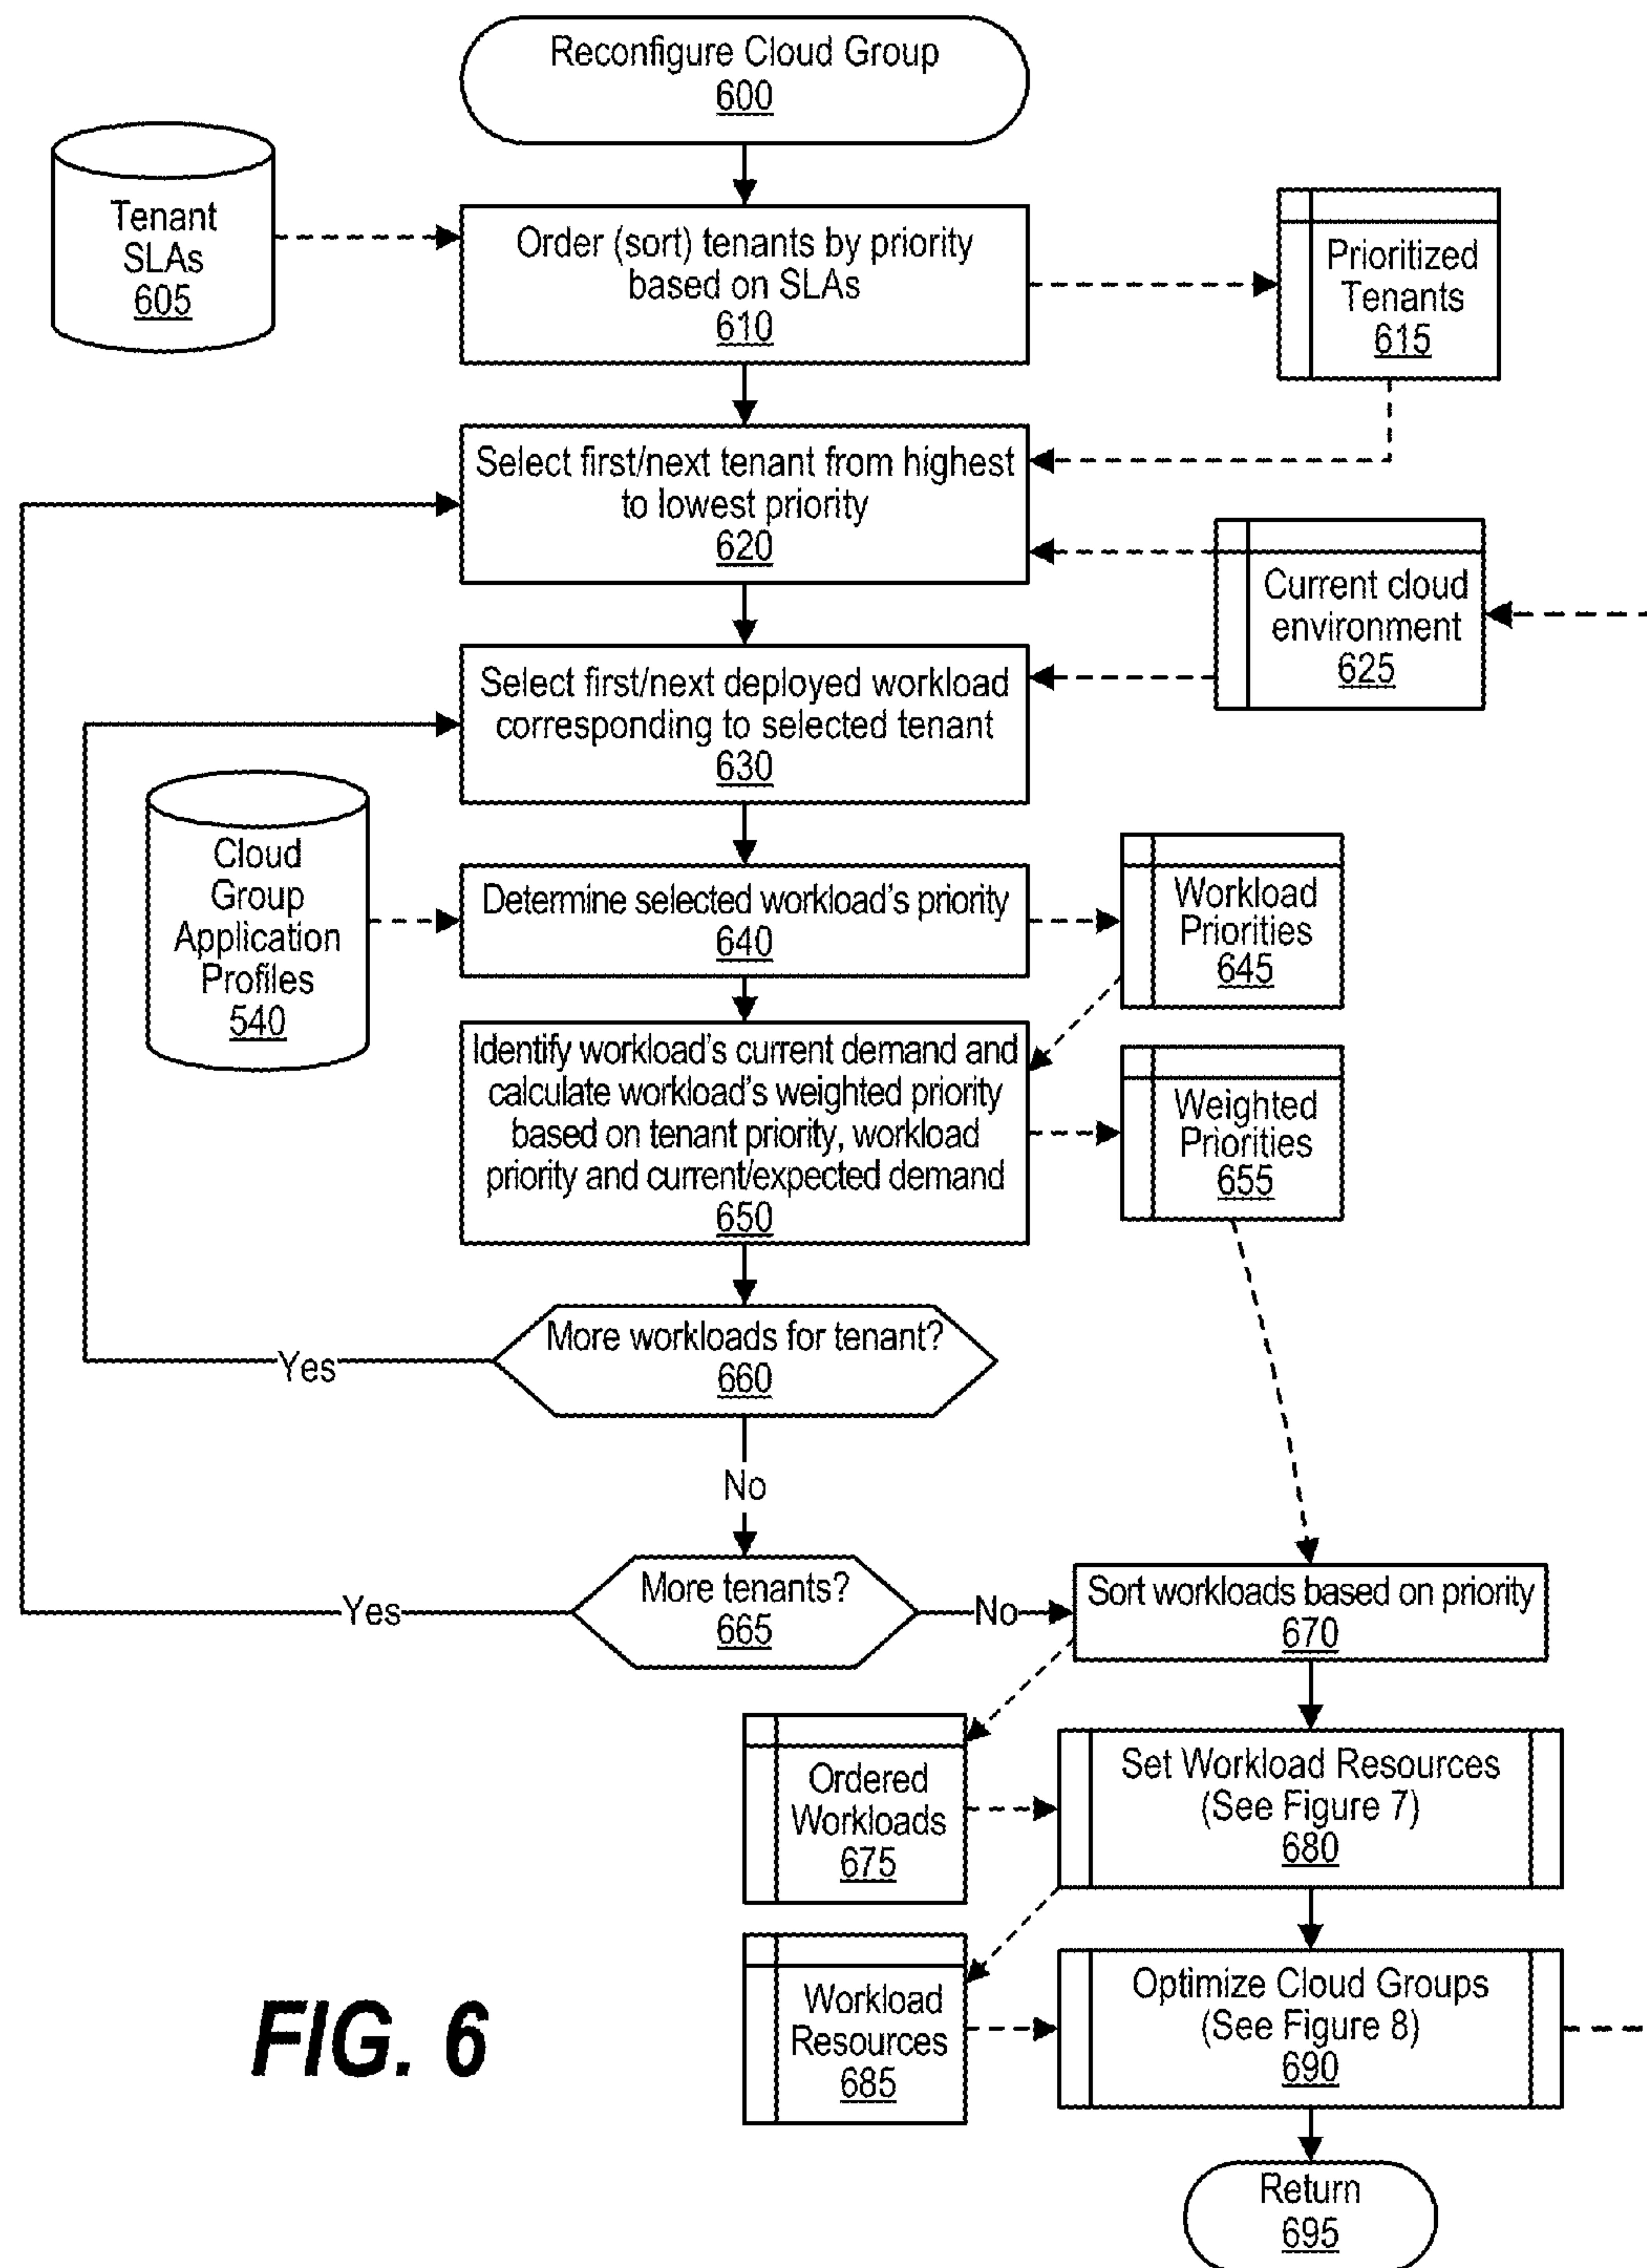 Reconfigure Cloud Group
600
Tenant
SLAs
605
Order (sort) tenants by priority
based on SLAs
610
Prioritized
Tenants
615
Select first/next tenant from highest
to lowest priority
620
Current cloud
environment
625
Select first/next deployed workload
corresponding to selected tenant
630
Cloud
Group
Application
Profiles
540
Determine selected workload's priority
640
Workload
Priorities
645
Identify workload's current demand and
calculate workload's weighted priority
based on tenant priority, workload
priority and current/expected demand
650
Weighted
Priorities
655
More workloads for tenant?
660
Yes
No
More tenants?
665
Yes
No
Sort workloads based on priority
670
Ordered
Workloads
675
Set Workload Resources
(See Figure 7)
680
Workload
Resources
685
Optimize Cloud Groups
(See Figure 8)
690
FIG. 6
Return
695